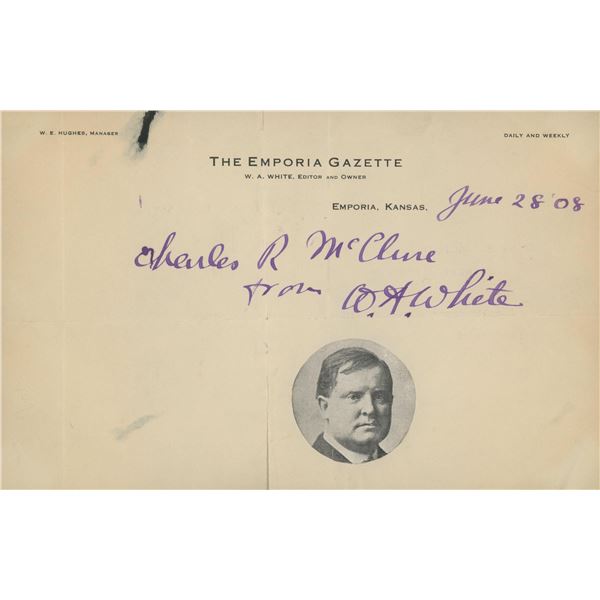 W. E. HUGHES, MANAGER
DAILY AND WEEKLY
THE EMPORIA GAZETTE
W. A. WHITE, EDITOR AND OWNER
EMPORIA, KANSAS, June 28 '08
Charles R McClure
from W.A. White